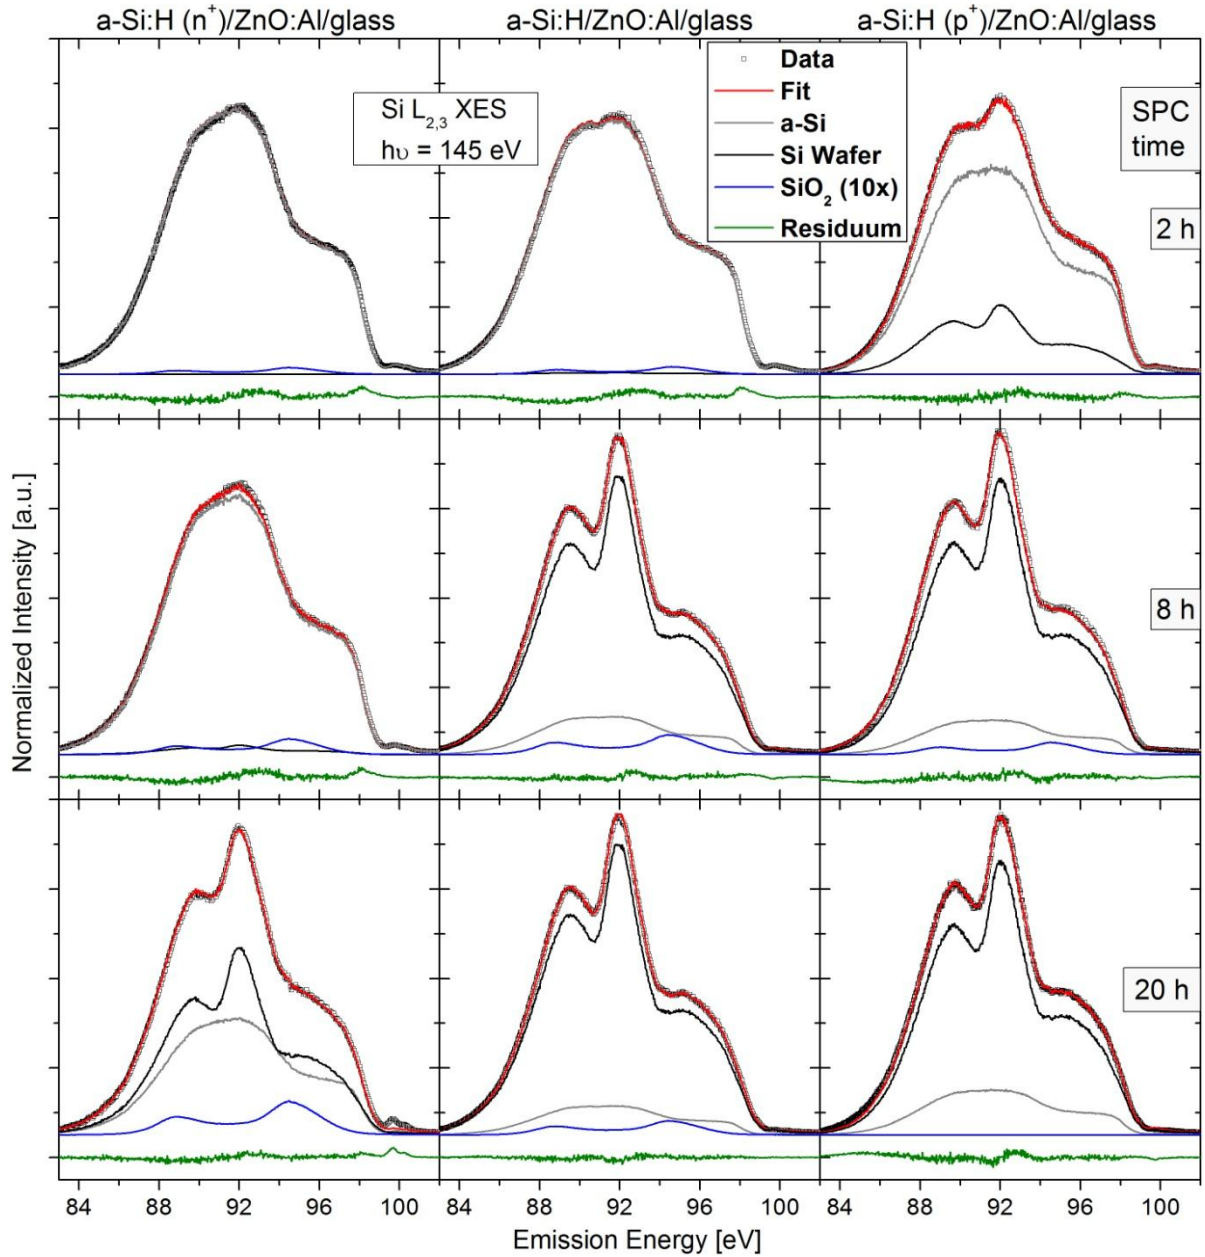 a-Si:H (n⁺)/ZnO:Al/glass
a-Si:H/ZnO:Al/glass
a-Si:H (p⁺)/ZnO:Al/glass
Si L₂,₃ XES
hυ = 145 eV
Data
Fit
a-Si
Si Wafer
SiO₂ (10x)
Residuum
SPC
time
2 h
8 h
20 h
Normalized Intensity [a.u.]
84 88 92 96 100 84 88 92 96 100 84 88 92 96 100
Emission Energy [eV]